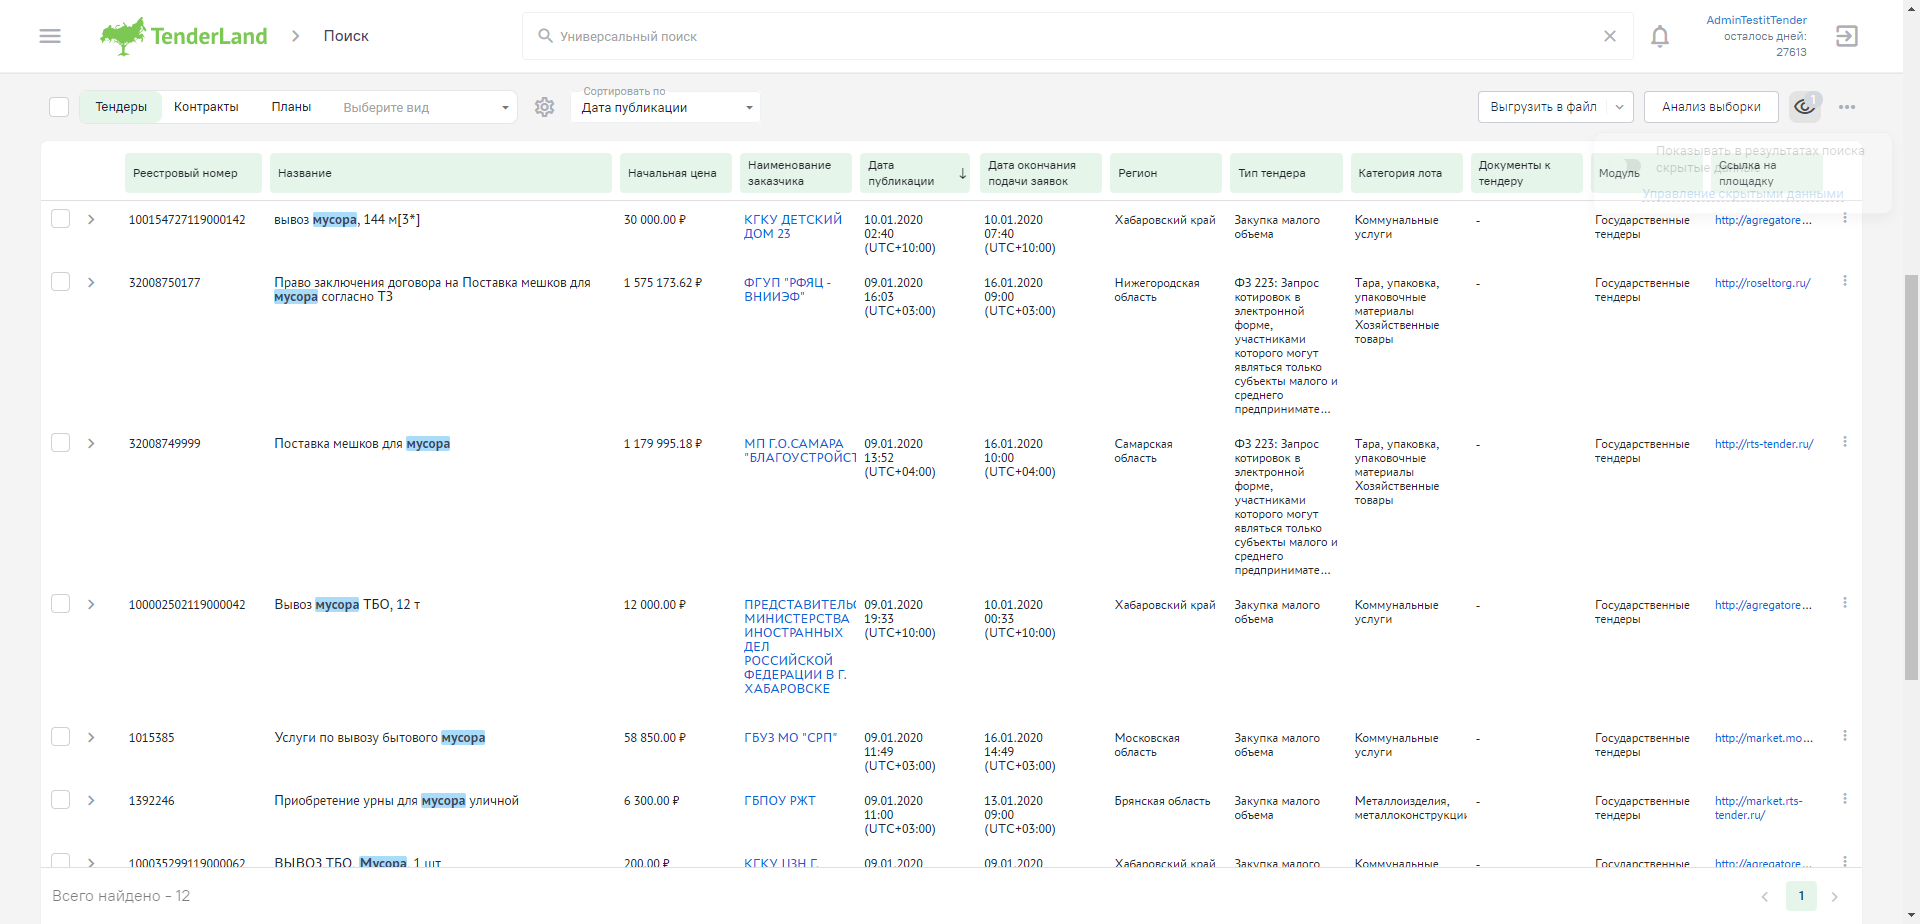 TenderLand
Поиск
Универсальный поиск
AdminTestitTender
осталось дней:
27613
Тендеры
Контракты
Планы
Выберите вид
Сортировать по
Дата публикации
Выгрузить в файл
Анализ выборки
1
Показывать в результатах поиска
скрытые данные
Управление скрытыми данными
Реестровый номер
Название
Начальная цена
Наименование
заказчика
Дата
публикации
Дата окончания
подачи заявок
Регион
Тип тендера
Категория лота
Документы к
тендеру
Модуль
Ссылка на
площадку
100154727119000142
вывоз мусора, 144 м[3*]
30 000.00 ₽
КГКУ ДЕТСКИЙ
ДОМ 23
10.01.2020
02:40
(UTC+10:00)
10.01.2020
07:40
(UTC+10:00)
Хабаровский край
Закупка малого
объема
Коммунальные
услуги
-
Государственные
тендеры
http://agregatore...
32008750177
Право заключения договора на Поставка мешков для
мусора согласно ТЗ
1 575 173.62 ₽
ФГУП "РФЯЦ -
ВНИИЭФ"
09.01.2020
16:03
(UTC+03:00)
16.01.2020
09:00
(UTC+03:00)
Нижегородская
область
ФЗ 223: Запрос
котировок в
электронной
форме,
участниками
которого могут
являться только
субъекты малого и
среднего
предпринимате...
Тара, упаковка,
упаковочные
материалы
Хозяйственные
товары
-
Государственные
тендеры
http://roseltorg.ru/
32008749999
Поставка мешков для мусора
1 179 995.18 ₽
МП Г.О.САМАРА
"БЛАГОУСТРОЙСТ
09.01.2020
13:52
(UTC+04:00)
16.01.2020
10:00
(UTC+04:00)
Самарская
область
ФЗ 223: Запрос
котировок в
электронной
форме,
участниками
которого могут
являться только
субъекты малого и
среднего
предпринимате...
Тара, упаковка,
упаковочные
материалы
Хозяйственные
товары
-
Государственные
тендеры
http://rts-tender.ru/
100002502119000042
Вывоз мусора ТБО, 12 т
12 000.00 ₽
ПРЕДСТАВИТЕЛЬС
МИНИСТЕРСТВА
ИНОСТРАННЫХ
ДЕЛ
РОССИЙСКОЙ
ФЕДЕРАЦИИ В Г.
ХАБАРОВСКЕ
09.01.2020
19:33
(UTC+10:00)
10.01.2020
00:33
(UTC+10:00)
Хабаровский край
Закупка малого
объема
Коммунальные
услуги
-
Государственные
тендеры
http://agregatore...
1015385
Услуги по вывозу бытового мусора
58 850.00 ₽
ГБУЗ МО "СРП"
09.01.2020
11:49
(UTC+03:00)
16.01.2020
14:49
(UTC+03:00)
Московская
область
Закупка малого
объема
Коммунальные
услуги
-
Государственные
тендеры
http://market.mo...
1392246
Приобретение урны для мусора уличной
6 300.00 ₽
ГБПОУ РЖТ
09.01.2020
11:00
(UTC+03:00)
13.01.2020
09:00
(UTC+03:00)
Брянская область
Закупка малого
объема
Металлоизделия,
металлоконструкци
-
Государственные
тендеры
http://market.rts-
tender.ru/
100035299119000062
ВЫВОЗ ТБО, Мусора, 1 шт
200.00 ₽
КГКУ ЦЗН Г.
09.01.2020
09.01.2020
Хабаровский край
Закупка малого
Коммунальные
-
Государственные
http://agregatore...
Всего найдено - 12
1